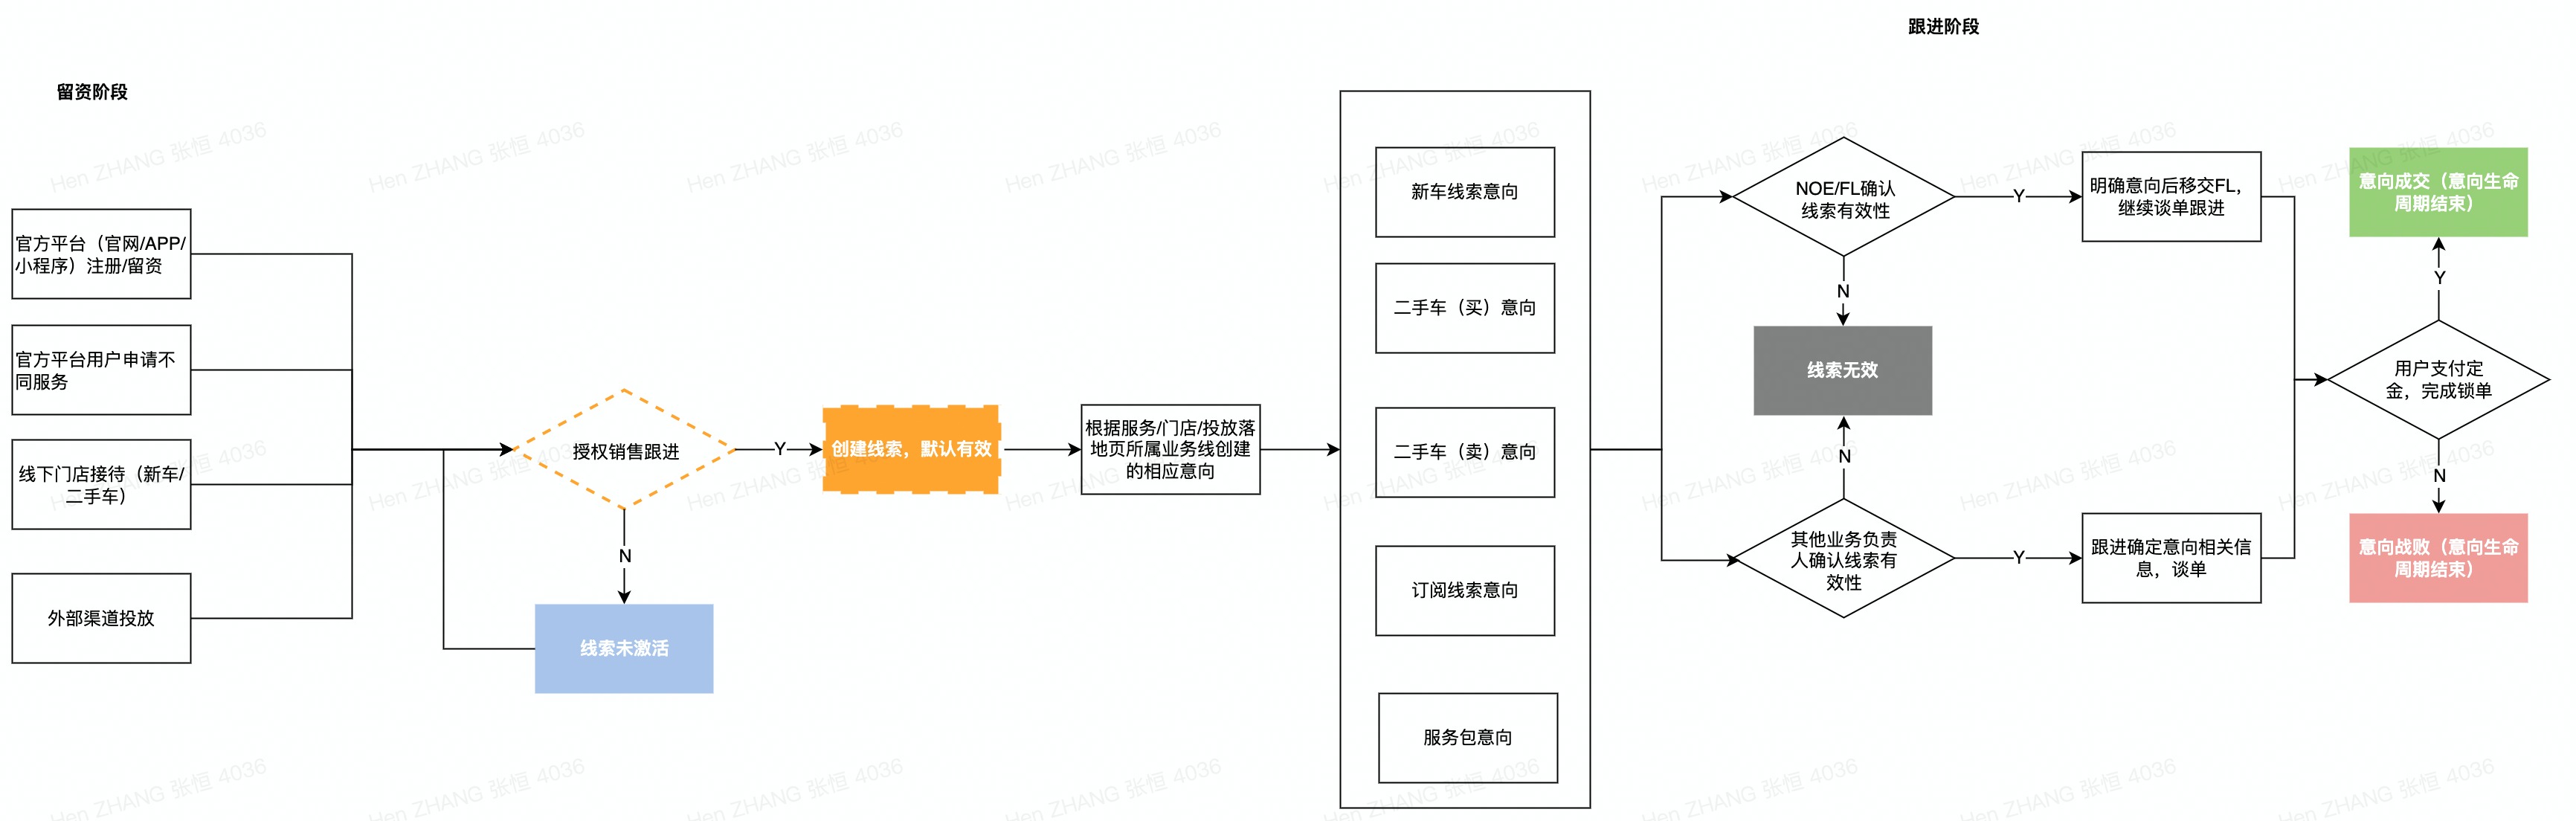 跟进阶段
留资阶段
官方平台（官网/APP/
小程序）注册/留资
官方平台用户申请不
同服务
线下门店接待（新车/
二手车）
外部渠道投放
授权销售跟进
Y
N
线索未激活
创建线索，默认有效
根据服务/门店/投放落
地页所属业务线创建
的相应意向
新车线索意向
二手车（买）意向
二手车（卖）意向
订阅线索意向
服务包意向
NOE/FL确认
线索有效性
Y
N
线索无效
N
其他业务负责
人确认线索有
效性
Y
明确意向后移交FL，
继续谈单跟进
跟进确定意向相关信
息，谈单
用户支付定
金，完成锁单
Y
意向成交（意向生命
周期结束）
N
意向战败（意向生命
周期结束）
Hen ZHANG 张恒 4036